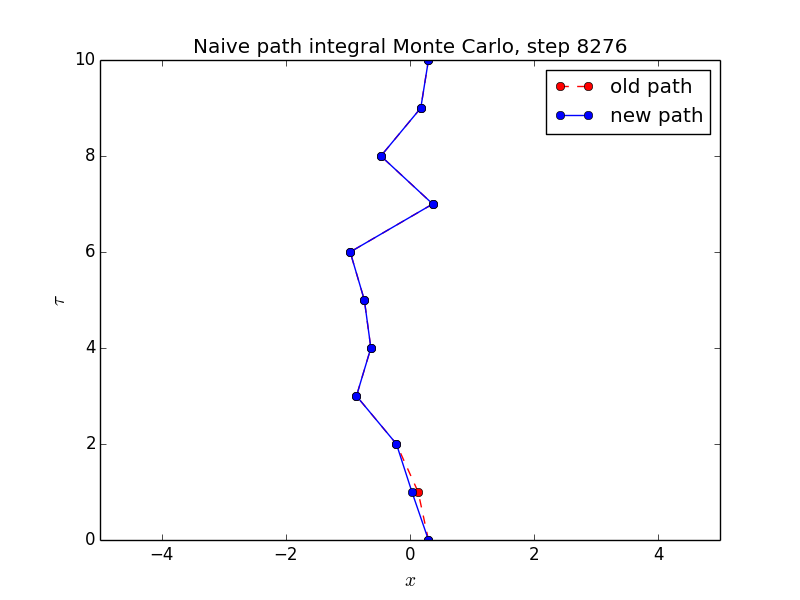 Naive path integral Monte Carlo, step 8276
10
old path
new path
8
6
τ
4
2
0
−4 −2 0 2 4
x